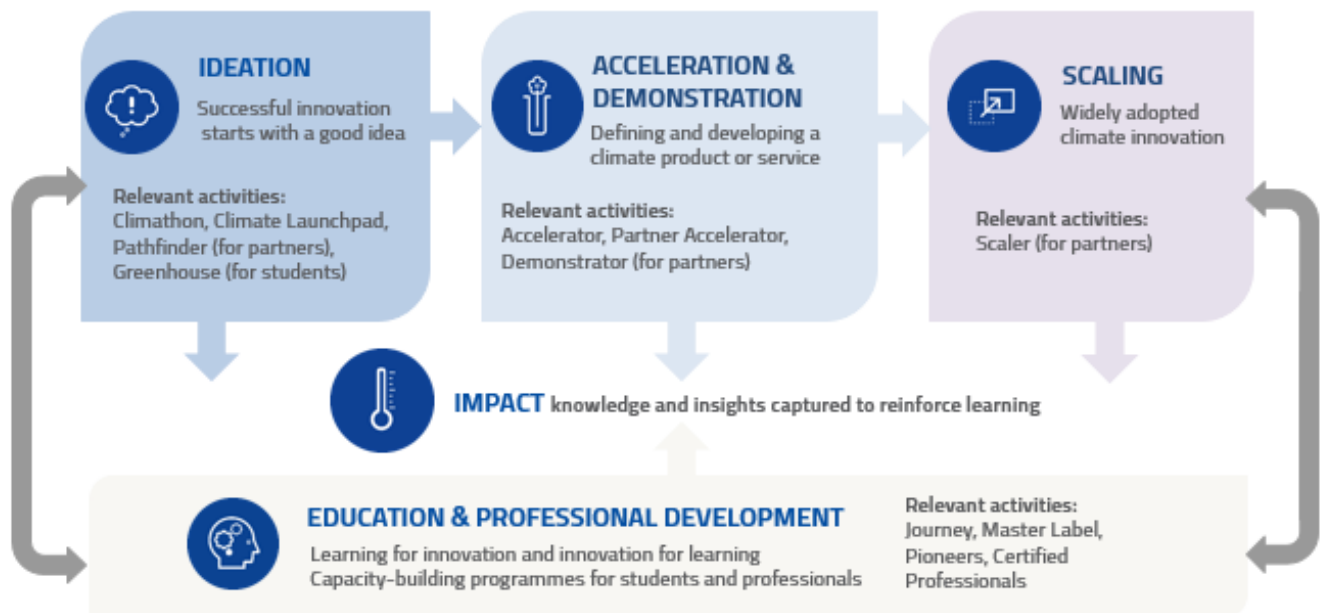 IDEATION
Successful innovation
starts with a good idea
Relevant activities:
Climathon, Climate Launchpad,
Pathfinder (for partners),
Greenhouse (for students)
ACCELERATION &
DEMONSTRATION
Defining and developing a
climate product or service
Relevant activities:
Accelerator, Partner Accelerator,
Demonstrator (for partners)
SCALING
Widely adopted
climate innovation
Relevant activities:
Scaler (for partners)
IMPACT knowledge and insights captured to reinforce learning
EDUCATION & PROFESSIONAL DEVELOPMENT
Learning for innovation and innovation for learning
Capacity-building programmes for students and professionals
Relevant activities:
Journey, Master Label,
Pioneers, Certified
Professionals